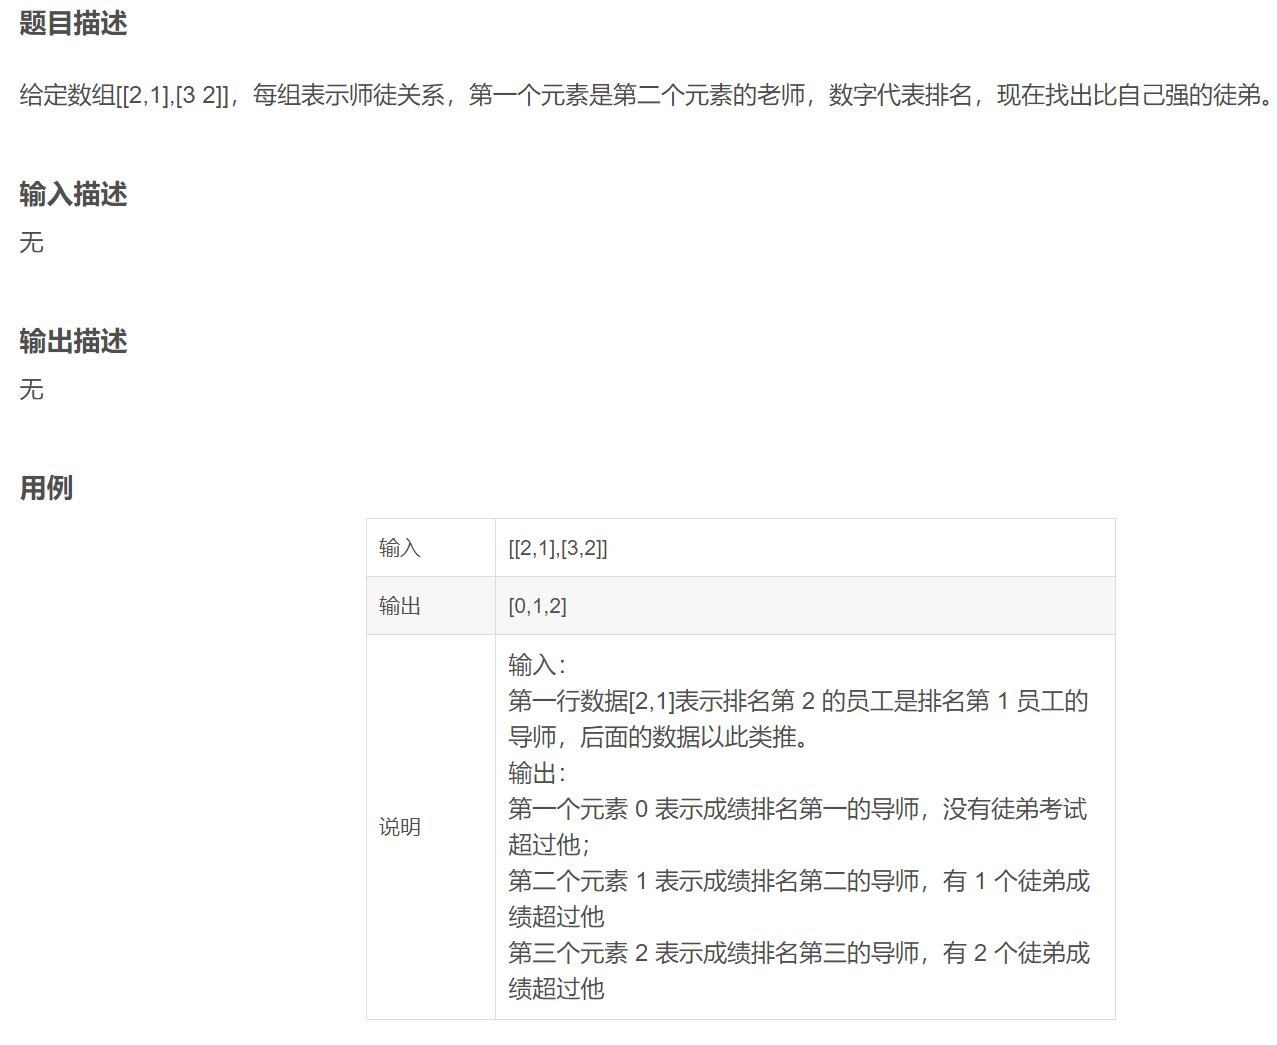 题目描述
给定数组[[2,1],[3 2]]，每组表示师徒关系，第一个元素是第二个元素的老师，数字代表排名，现在找出比自己强的徒弟。
输入描述
无
输出描述
无
用例
输入 [[2,1],[3,2]]
输出 [0,1,2]
说明
输入：
第一行数据[2,1]表示排名第 2 的员工是排名第 1 员工的
导师，后面的数据以此类推。
输出：
第一个元素 0 表示成绩排名第一的导师，没有徒弟考试
超过他；
第二个元素 1 表示成绩排名第二的导师，有 1 个徒弟成
绩超过他
第三个元素 2 表示成绩排名第三的导师，有 2 个徒弟成
绩超过他